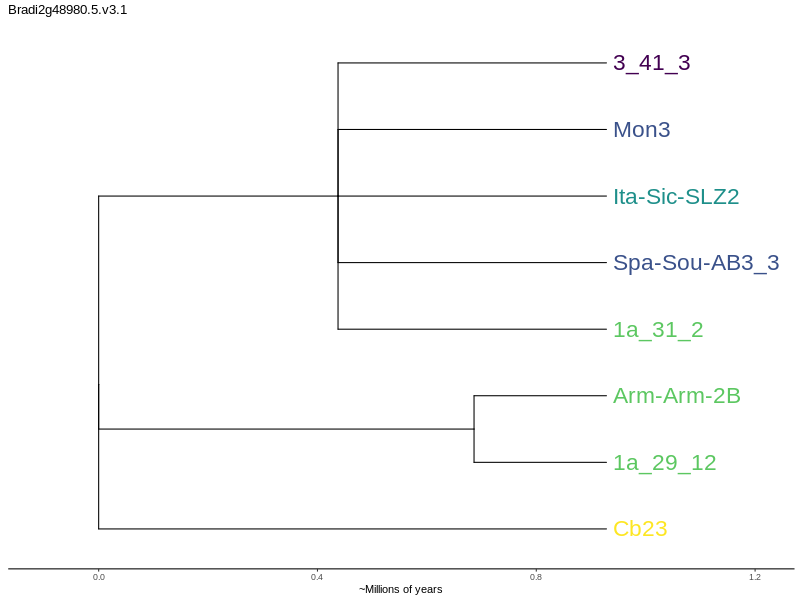 Bradi2g48980.5.v3.1
3_41_3
Mon3
Ita-Sic-SLZ2
Spa-Sou-AB3_3
1a_31_2
Arm-Arm-2B
1a_29_12
Cb23
0.0 0.4 0.8 1.2
~Millions of years